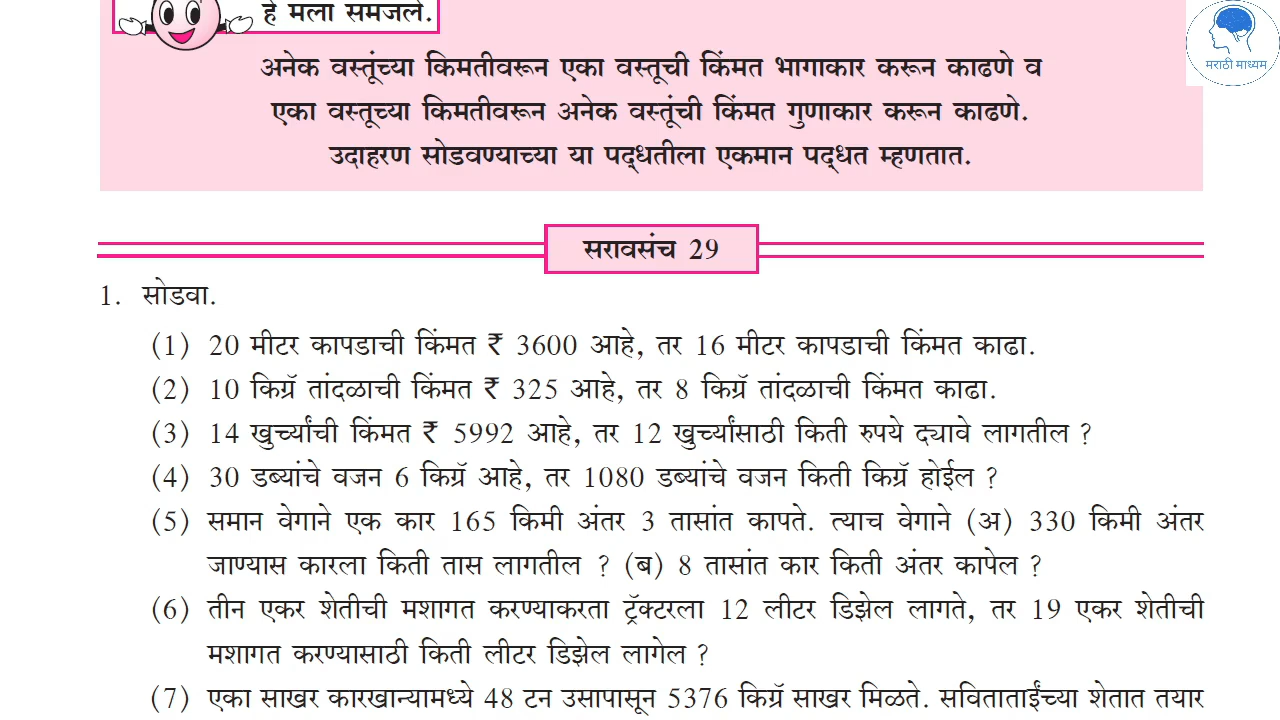 हे मला समजले.
मराठी माध्यम
अनेक वस्तूंच्या किमतीवरून एका वस्तूची किंमत भागाकार करून काढणे व
एका वस्तूच्या किमतीवरून अनेक वस्तूंची किंमत गुणाकार करून काढणे.
उदाहरण सोडवण्याच्या या पद्धतीला एकमान पद्धत म्हणतात.
सरावसंच 29
1. सोडवा.
(1) 20 मीटर कापडाची किंमत ₹ 3600 आहे, तर 16 मीटर कापडाची किंमत काढा.
(2) 10 किग्रॅ तांदळाची किंमत ₹ 325 आहे, तर 8 किग्रॅ तांदळाची किंमत काढा.
(3) 14 खुर्च्यांची किंमत ₹ 5992 आहे, तर 12 खुर्च्यांसाठी किती रुपये द्यावे लागतील ?
(4) 30 डब्यांचे वजन 6 किग्रॅ आहे, तर 1080 डब्यांचे वजन किती किग्रॅ होईल ?
(5) समान वेगाने एक कार 165 किमी अंतर 3 तासांत कापते. त्याच वेगाने (अ) 330 किमी अंतर
जाण्यास कारला किती तास लागतील ? (ब) 8 तासांत कार किती अंतर कापेल ?
(6) तीन एकर शेतीची मशागत करण्याकरता ट्रॅक्टरला 12 लीटर डिझेल लागते, तर 19 एकर शेतीची
मशागत करण्यासाठी किती लीटर डिझेल लागेल ?
(7) एका साखर कारखान्यामध्ये 48 टन उसापासून 5376 किग्रॅ साखर मिळते. सविताताईंच्या शेतात तयार